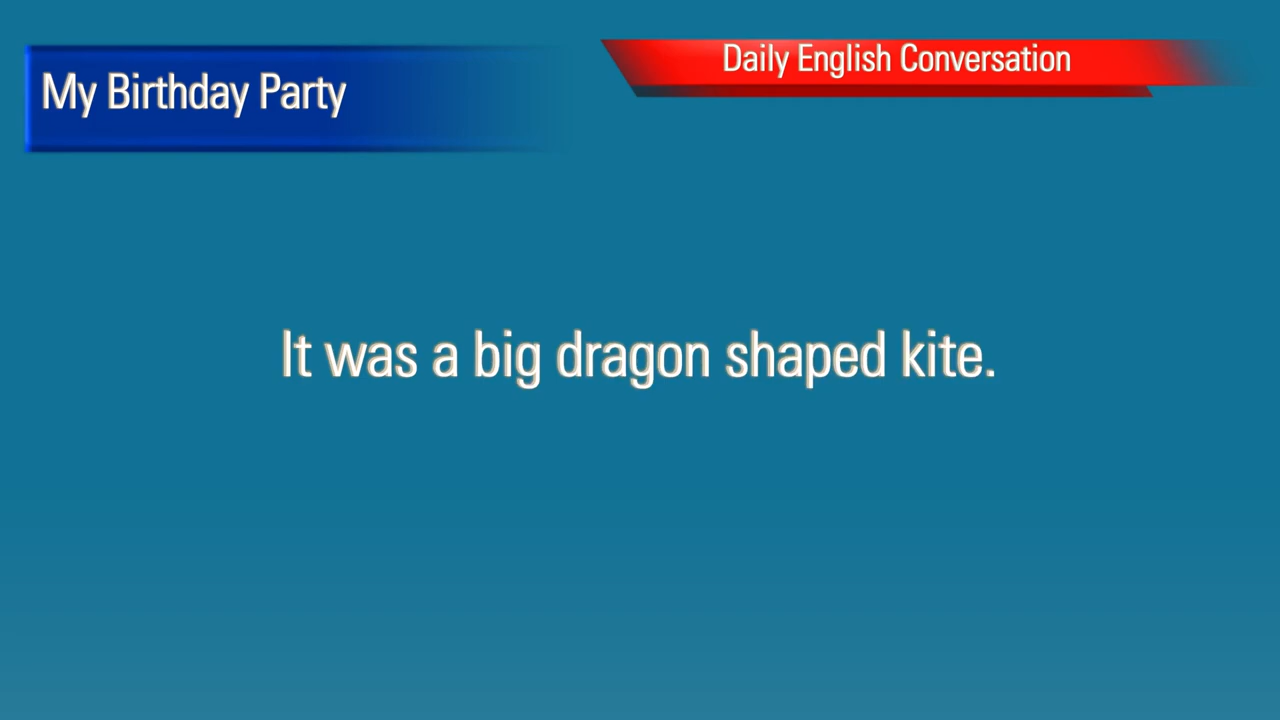 My Birthday Party
Daily English Conversation
It was a big dragon shaped kite.